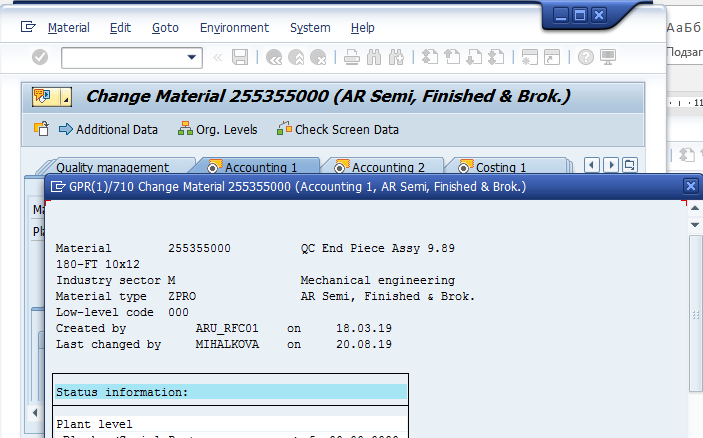 Material Edit Goto Environment System Help
АаБб
Подзаг
Change Material 255355000 (AR Semi, Finished & Brok.)
Additional Data Org. Levels Check Screen Data
Quality management Accounting 1 Accounting 2 Costing 1
GPR(1)/710 Change Material 255355000 (Accounting 1, AR Semi, Finished & Brok.)
Material 255355000 QC End Piece Assy 9.89
180-FT 10x12
Industry sector M Mechanical engineering
Material type ZPRO AR Semi, Finished & Brok.
Low-level code 000
Created by ARU_RFC01 on 18.03.19
Last changed by MIHALKOVA on 20.08.19
Status information:
Plant level